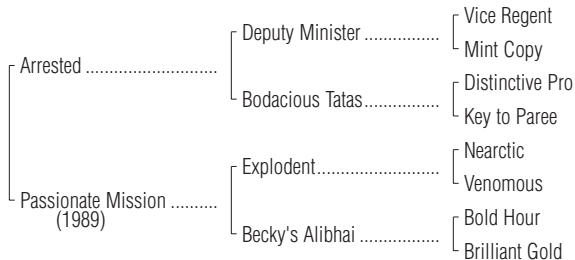 Vice Regent
Deputy Minister ..................
Mint Copy
Arrested ...............................
Distinctive Pro
Bodacious Tatas..................
Key to Paree
Nearctic
Explodent.............................
Venomous
Passionate Mission ...........
(1989)
Bold Hour
Becky's Alibhai ...................
Brilliant Gold